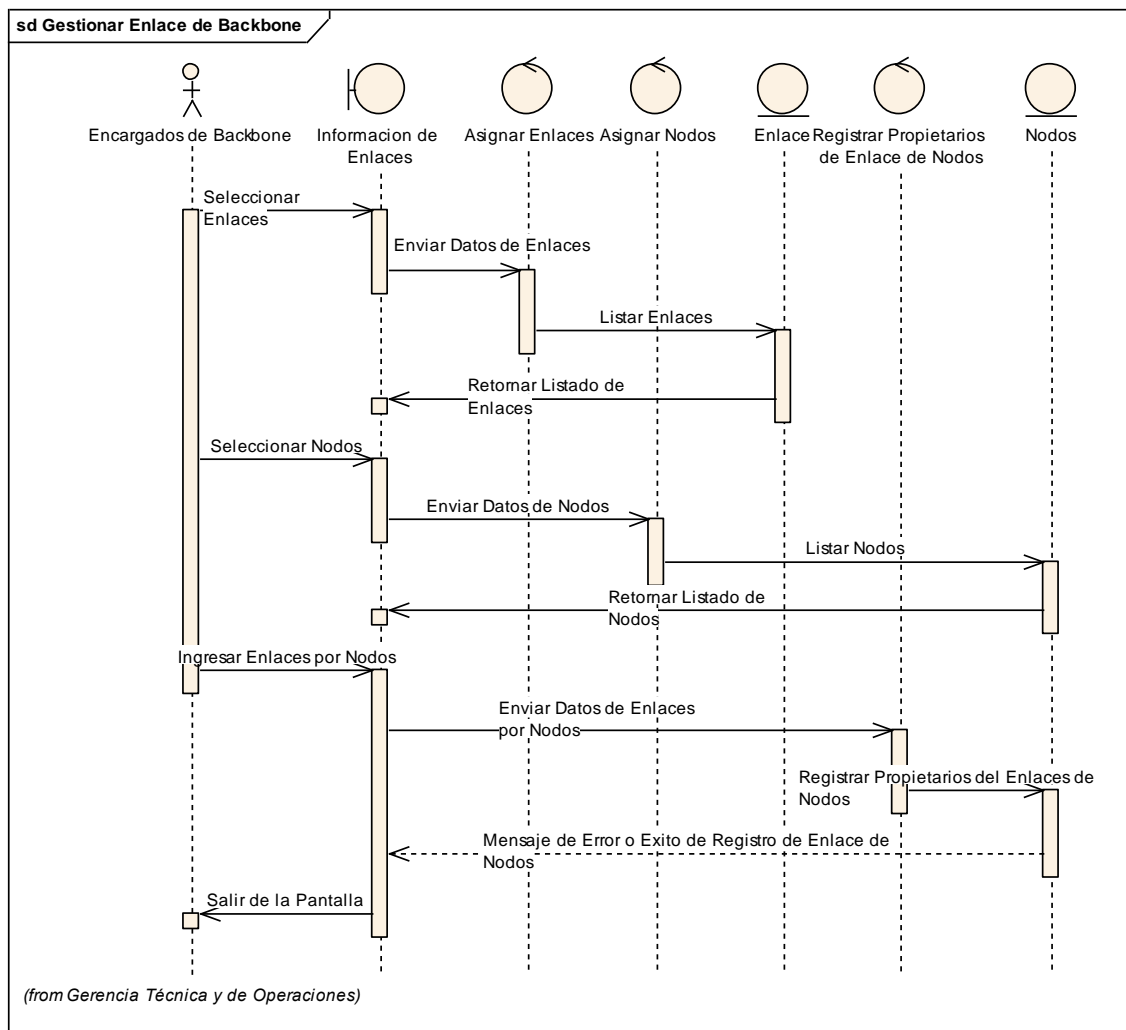 sd Gestionar Enlace de Backbone
Encargados de Backbone
Informacion de
Enlaces
Asignar Enlaces
Asignar Nodos
Enlace
Registrar Propietarios
de Enlace de Nodos
Nodos
Seleccionar
Enlaces
Enviar Datos de Enlaces
Listar Enlaces
Retornar Listado de
Enlaces
Seleccionar Nodos
Enviar Datos de Nodos
Listar Nodos
Retornar Listado de
Nodos
Ingresar Enlaces por Nodos
Enviar Datos de Enlaces
por Nodos
Registrar Propietarios del Enlaces de
Nodos
Mensaje de Error o Exito de Registro de Enlace de
Nodos
Salir de la Pantalla
(from Gerencia Técnica y de Operaciones)